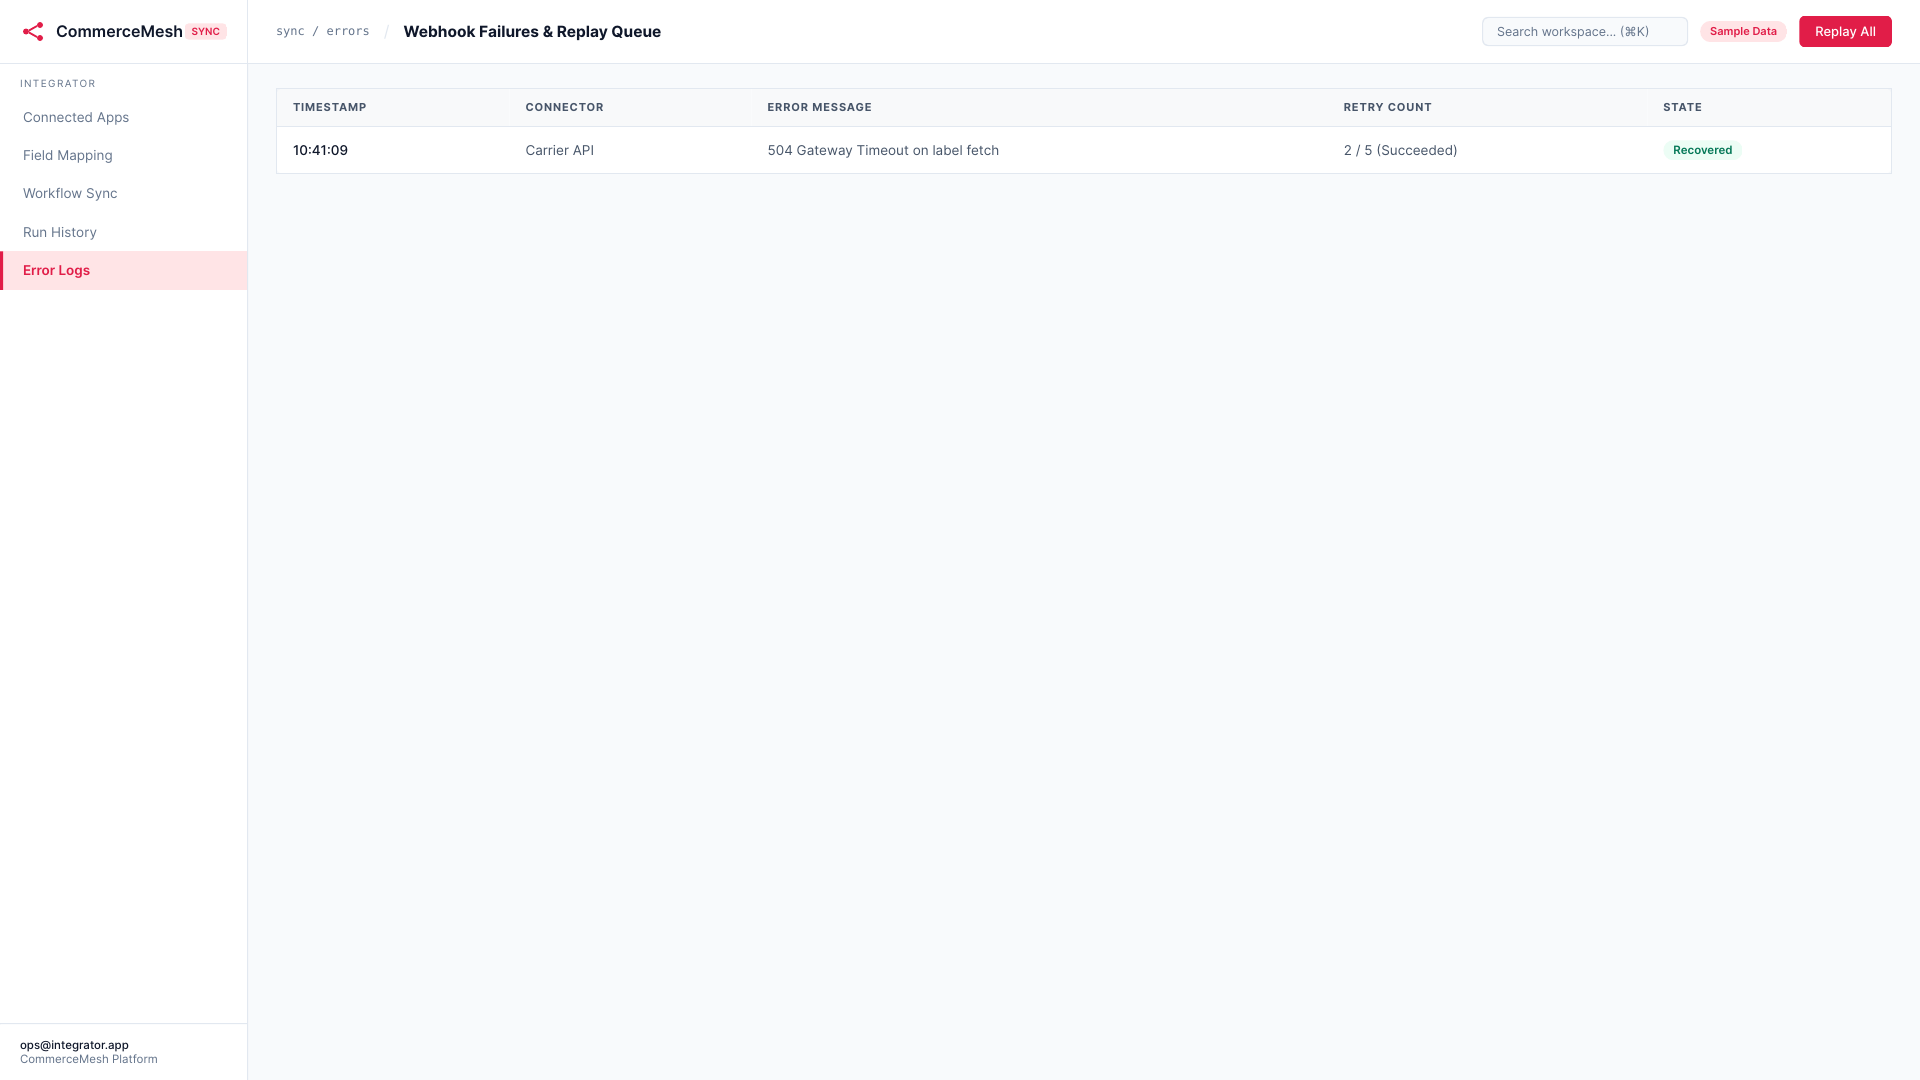 CommerceMesh SYNC
INTEGRATOR
Connected Apps
Field Mapping
Workflow Sync
Run History
Error Logs
ops@integrator.app
CommerceMesh Platform
sync / errors / Webhook Failures & Replay Queue
Search workspace... (⌘K)
Sample Data
Replay All
TIMESTAMP CONNECTOR ERROR MESSAGE RETRY COUNT STATE
10:41:09 Carrier API 504 Gateway Timeout on label fetch 2 / 5 (Succeeded) Recovered